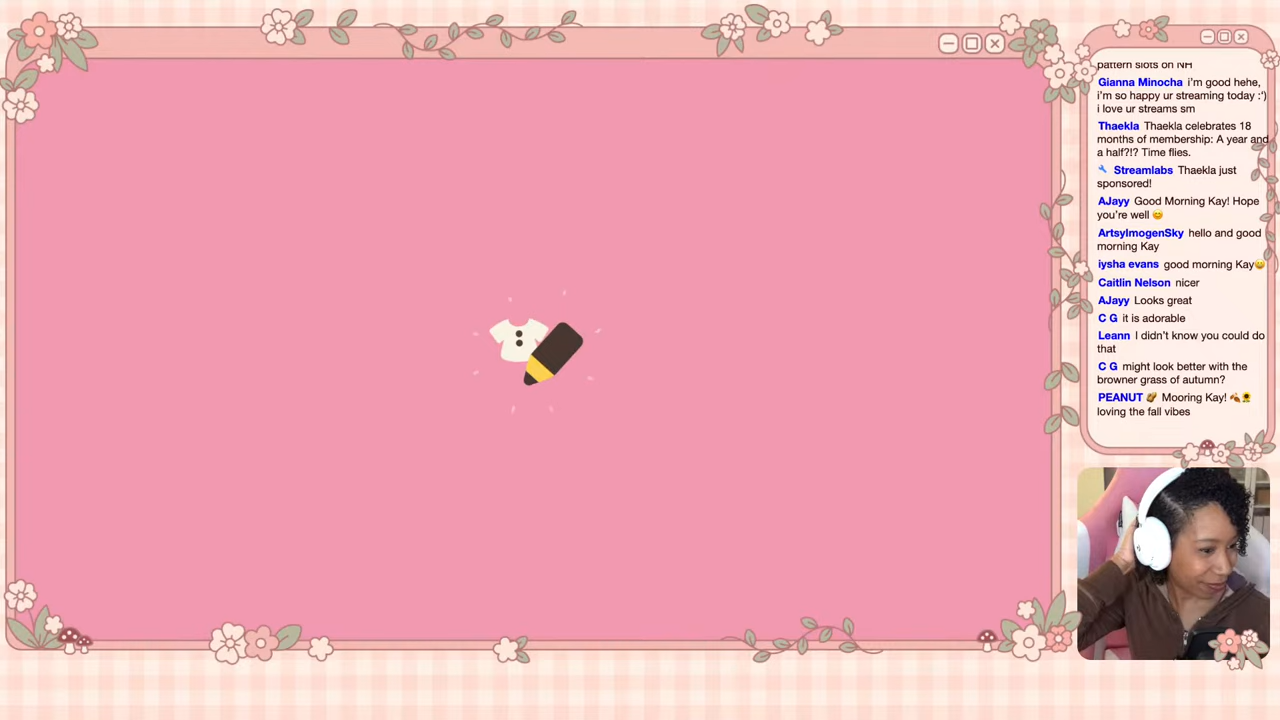 pattern slots on NH
Gianna Minocha i'm good hehe,
i'm so happy ur streaming today :')
i love ur streams sm
Thaekla Thaekla celebrates 18
months of membership: A year and
a half?!? Time flies.
Streamlabs Thaekla just
sponsored!
AJayy Good Morning Kay! Hope
you're well 😊
ArtsyImogenSky hello and good
morning Kay
iysha evans good morning Kay😀
Caitlin Nelson nicer
AJayy Looks great
C G it is adorable
Leann I didn't know you could do
that
C G might look better with the
browner grass of autumn?
PEANUT 🥜 Mooring Kay! 🍂🌻
loving the fall vibes